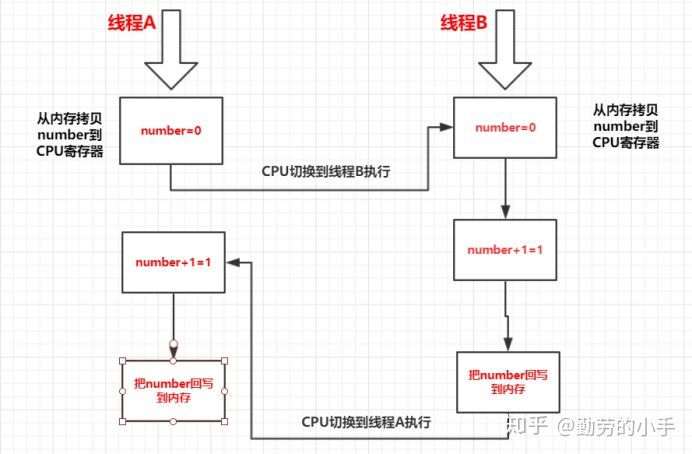 线程A
线程B
从内存拷贝
number到
CPU寄存器
number=0
number=0
从内存拷贝
number到
CPU寄存器
CPU切换到线程B执行
number+1=1
number+1=1
把number回写
到内存
把number回写
到内存
CPU切换到线程A执行
知乎 @勤劳的小手